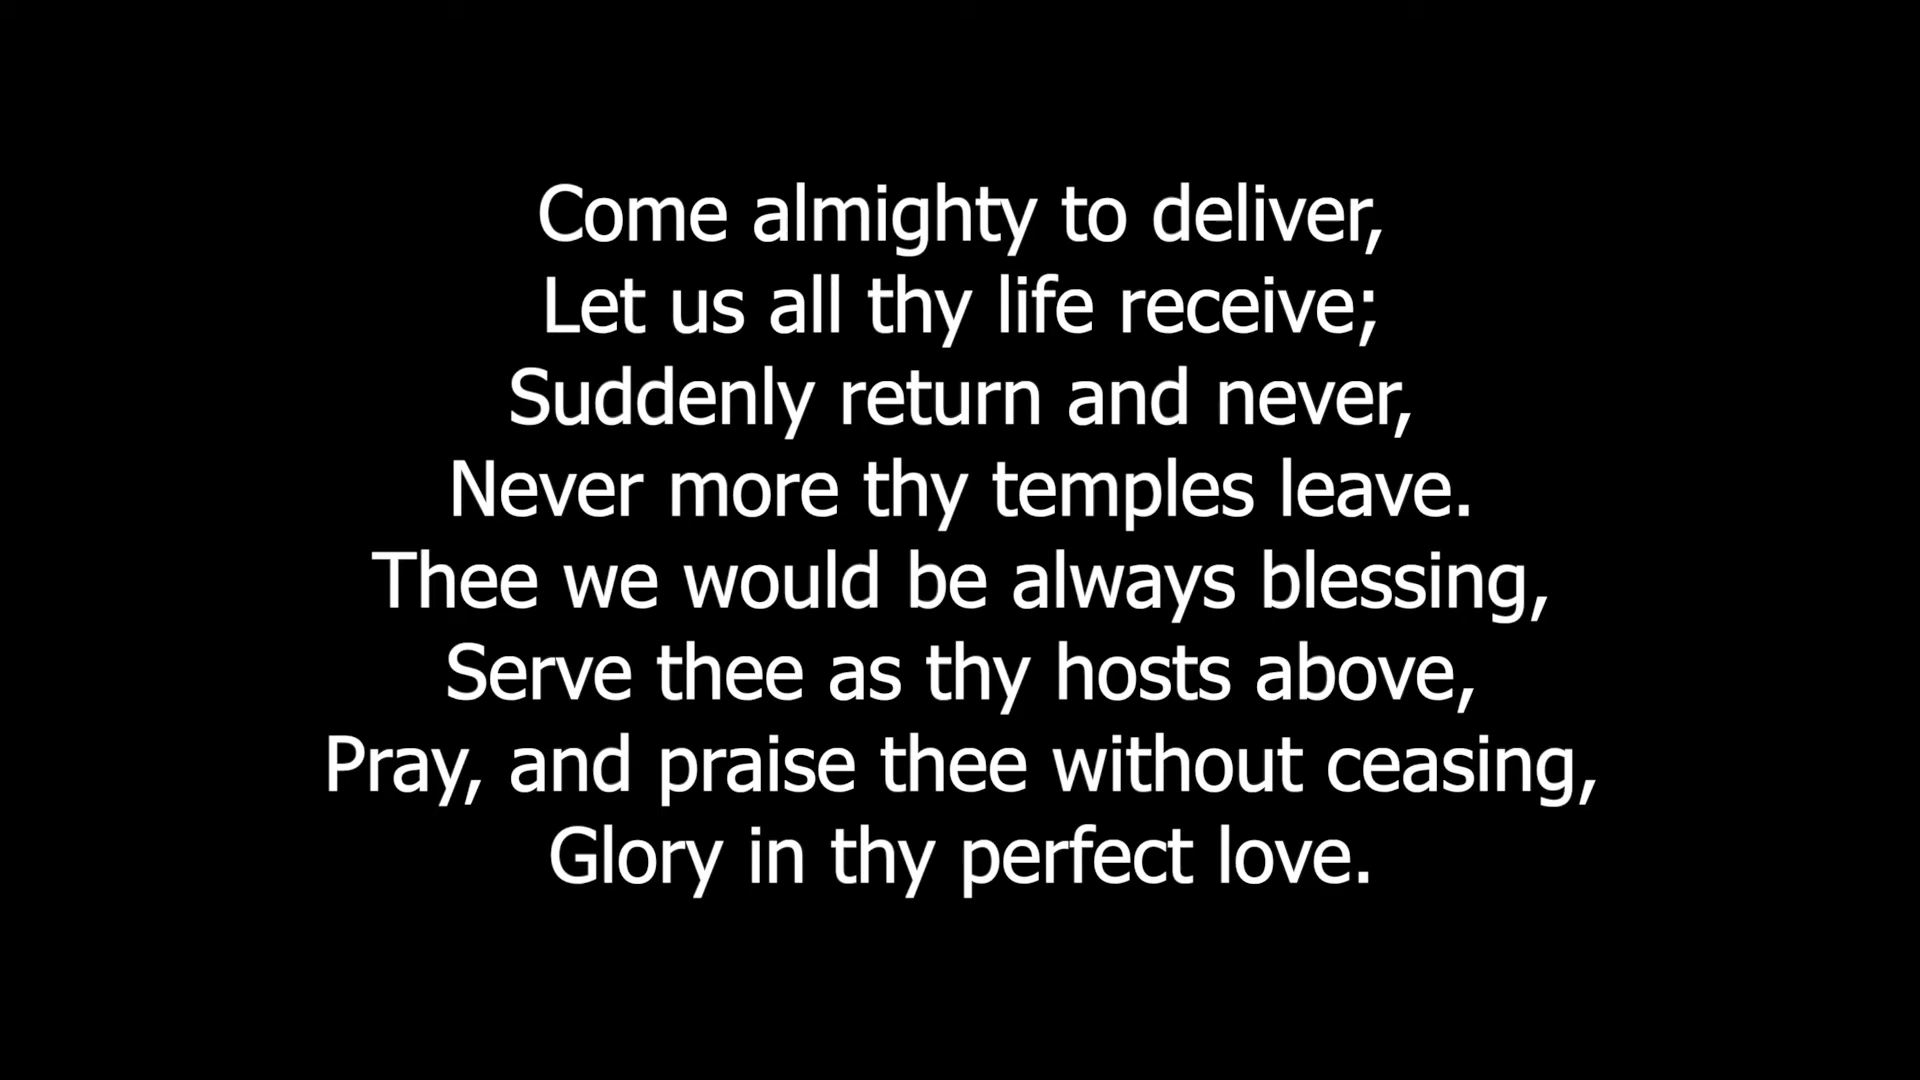 Come almighty to deliver,
Let us all thy life receive;
Suddenly return and never,
Never more thy temples leave.
Thee we would be always blessing,
Serve thee as thy hosts above,
Pray, and praise thee without ceasing,
Glory in thy perfect love.